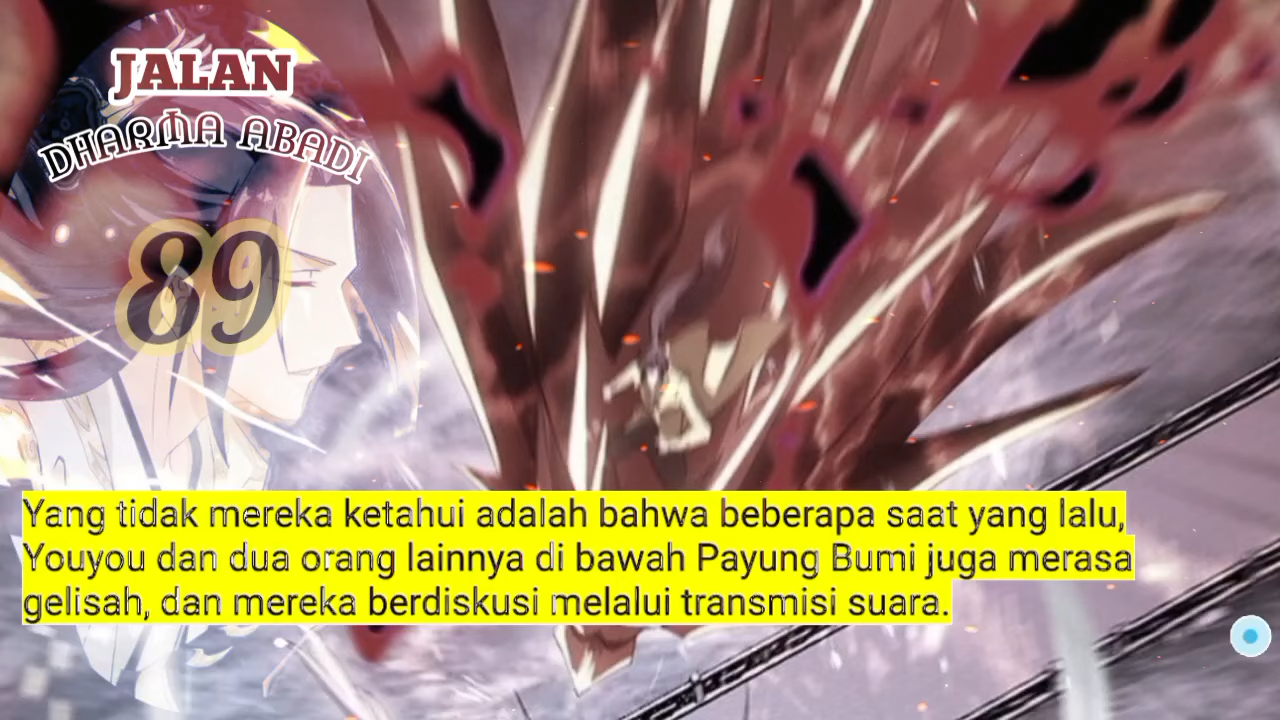 JALAN
DHARMA ABADI
89
Yang tidak mereka ketahui adalah bahwa beberapa saat yang lalu,
Youyou dan dua orang lainnya di bawah Payung Bumi juga merasa
gelisah, dan mereka berdiskusi melalui transmisi suara.